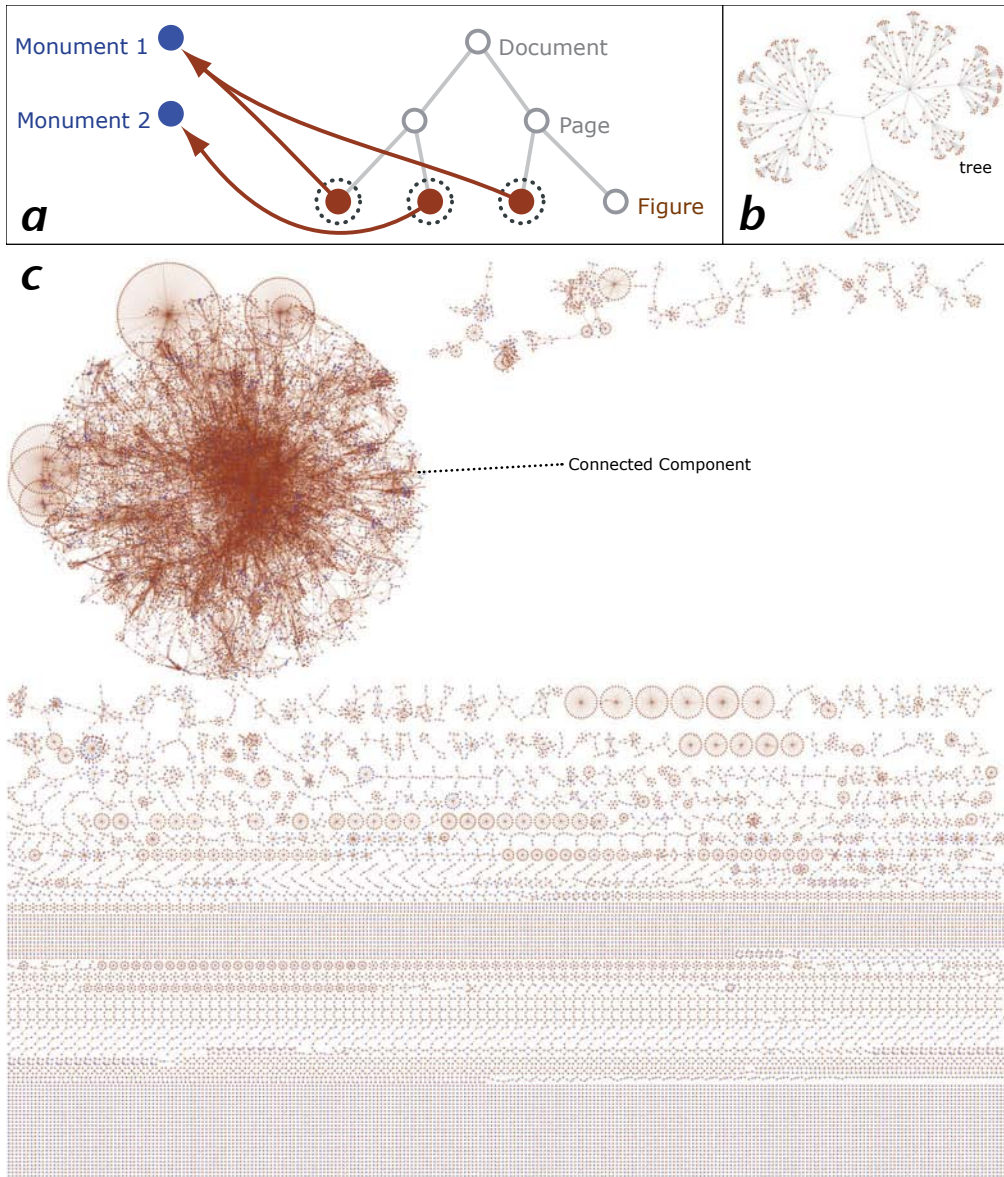 Monument 1
Document
Monument 2
Page
Figure
a
tree
b
c
Connected Component